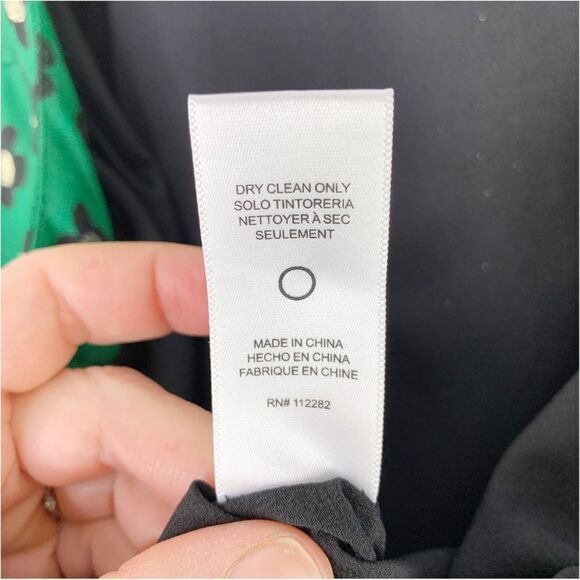 DRY CLEAN ONLY
SOLO TINTORERIA
NETTOYER À SEC
SEULEMENT
MADE IN CHINA
HECHO EN CHINA
FABRIQUE EN CHINE
RN# 112282